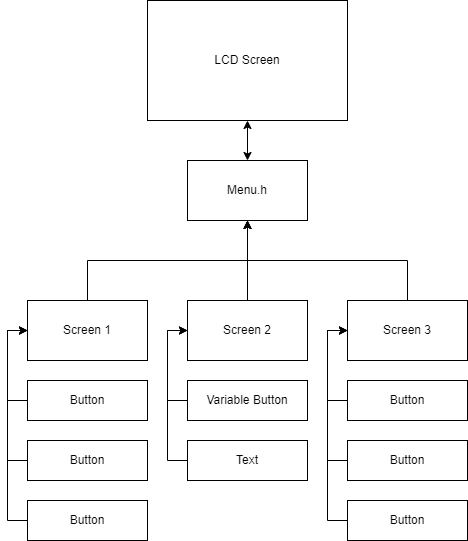 LCD Screen
Menu.h
Screen 1
Screen 2
Screen 3
Button
Variable Button
Button
Button
Text
Button
Button
Button